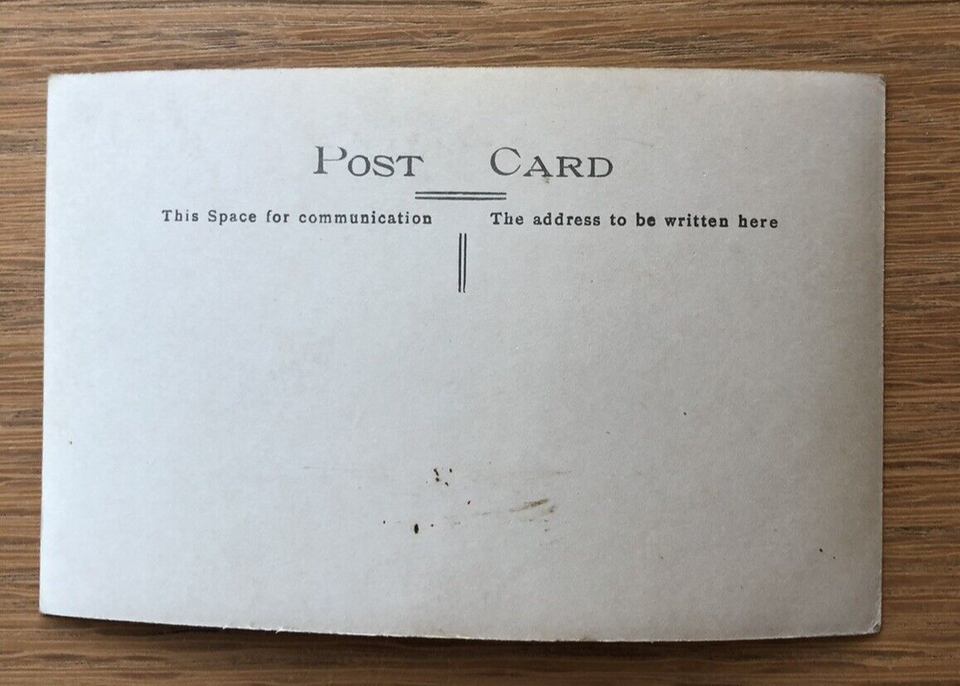 Post Card
This Space for communication
The address to be written here